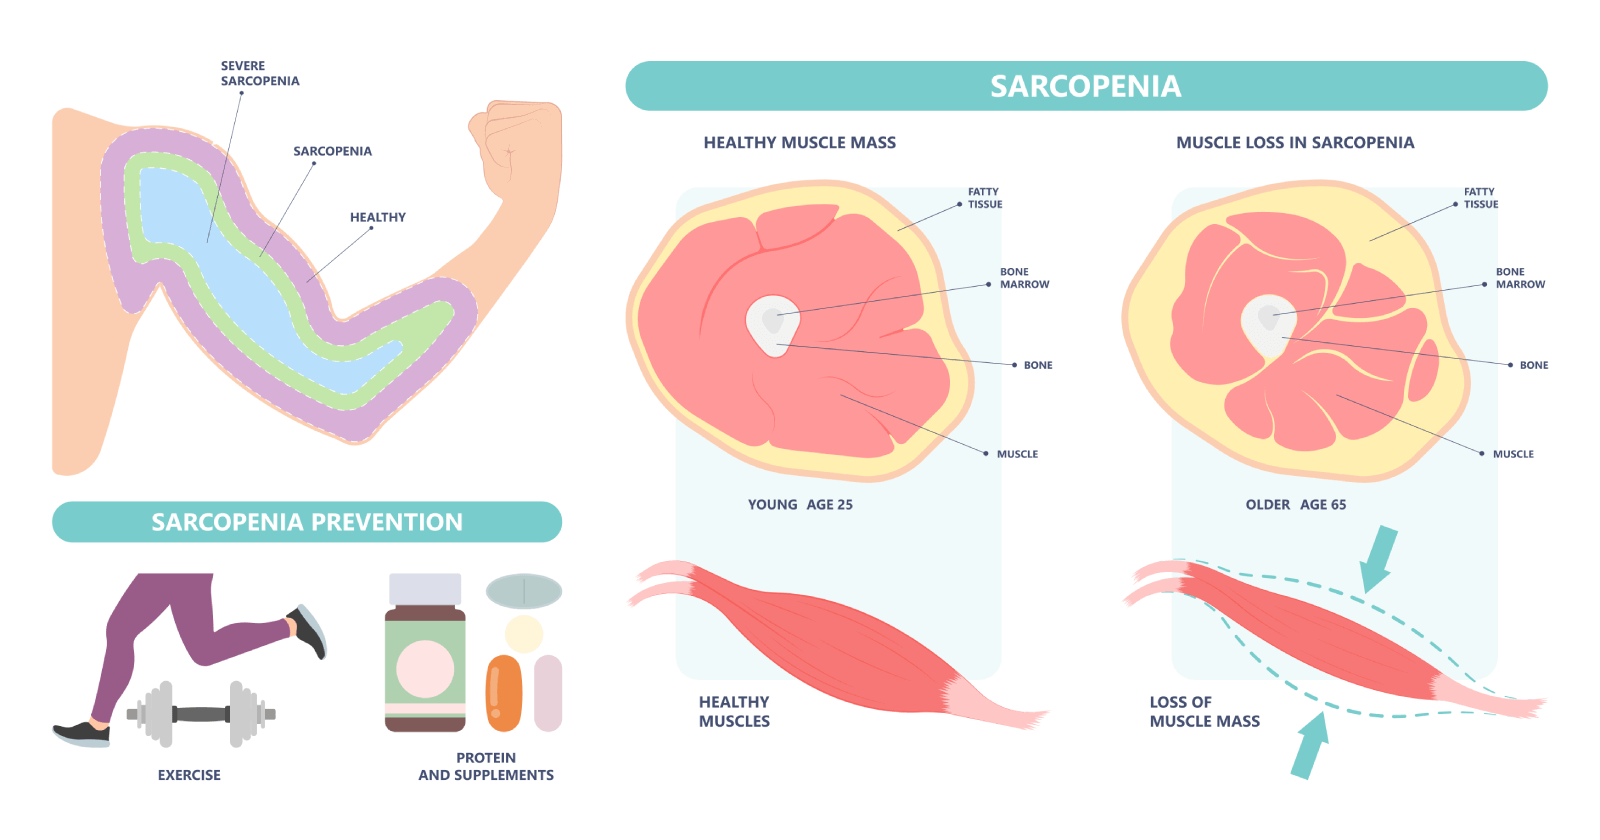 SEVERE
SARCOPENIA
SARCOPENIA
HEALTHY
SARCOPENIA PREVENTION
EXERCISE
PROTEIN
AND SUPPLEMENTS
SARCOPENIA
HEALTHY MUSCLE MASS
FATTY
TISSUE
BONE
MARROW
BONE
MUSCLE
YOUNG AGE 25
HEALTHY
MUSCLES
MUSCLE LOSS IN SARCOPENIA
FATTY
TISSUE
BONE
MARROW
BONE
MUSCLE
OLDER AGE 65
LOSS OF
MUSCLE MASS